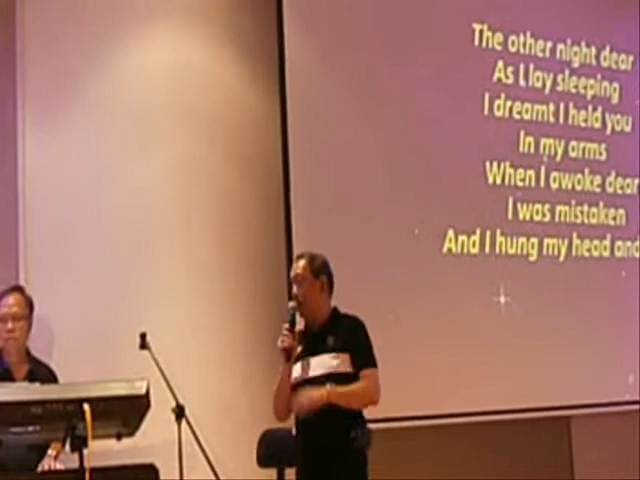 The other night dear
As I lay sleeping
I dreamt I held you
In my arms
When I awoke dear
I was mistaken
And I hung my head and